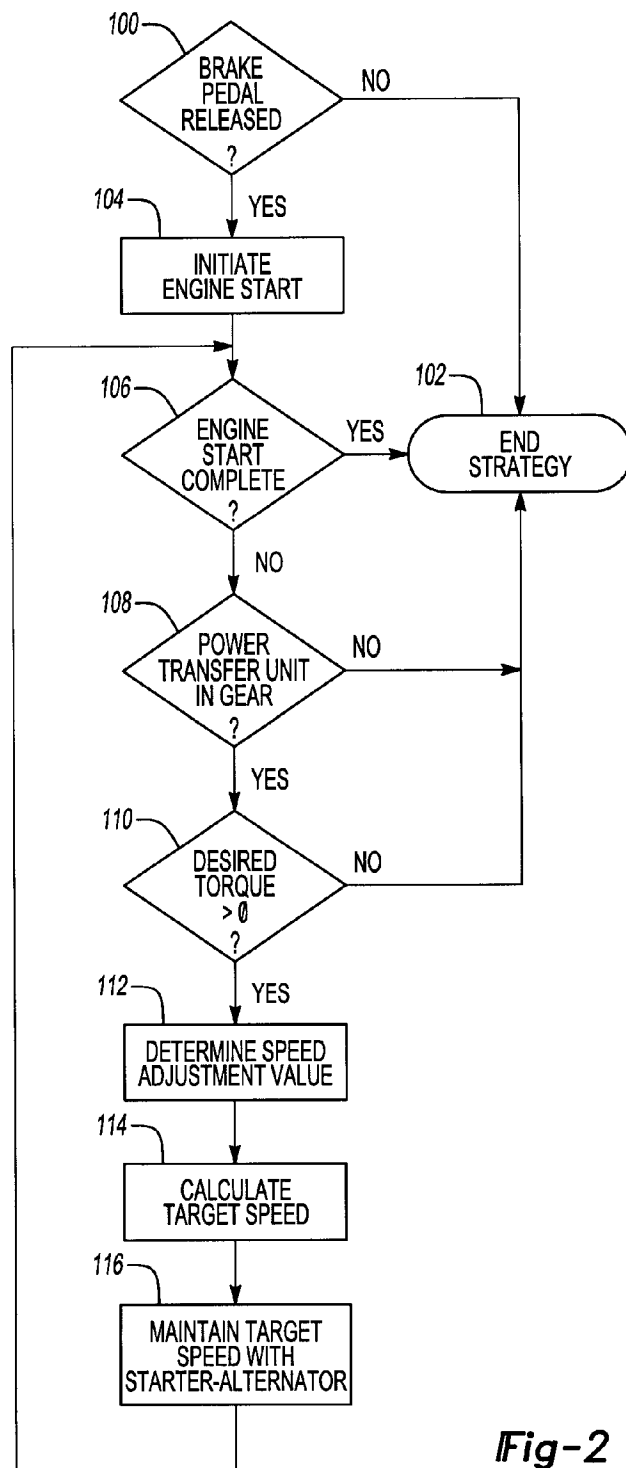 100
BRAKE
PEDAL
RELEASED
?
NO
YES
104
INITIATE
ENGINE START
106
ENGINE
START
COMPLETE
?
YES
102
END
STRATEGY
NO
108
POWER
TRANSFER UNIT
IN GEAR
?
NO
YES
110
DESIRED
TORQUE
> 0
?
NO
YES
112
DETERMINE SPEED
ADJUSTMENT VALUE
114
CALCULATE
TARGET SPEED
116
MAINTAIN TARGET
SPEED WITH
STARTER-ALTERNATOR
Fig-2